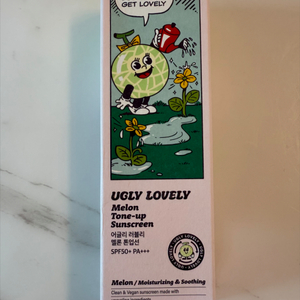 GET LOVELY
UGLY LOVELY
Melon
Tone-up
Sunscreen
어글리 러블리
멜론 톤업선
SPF50+ PA+++
Melon / Moisturizing & Soothing
Clean & Vegan sunscreen made with